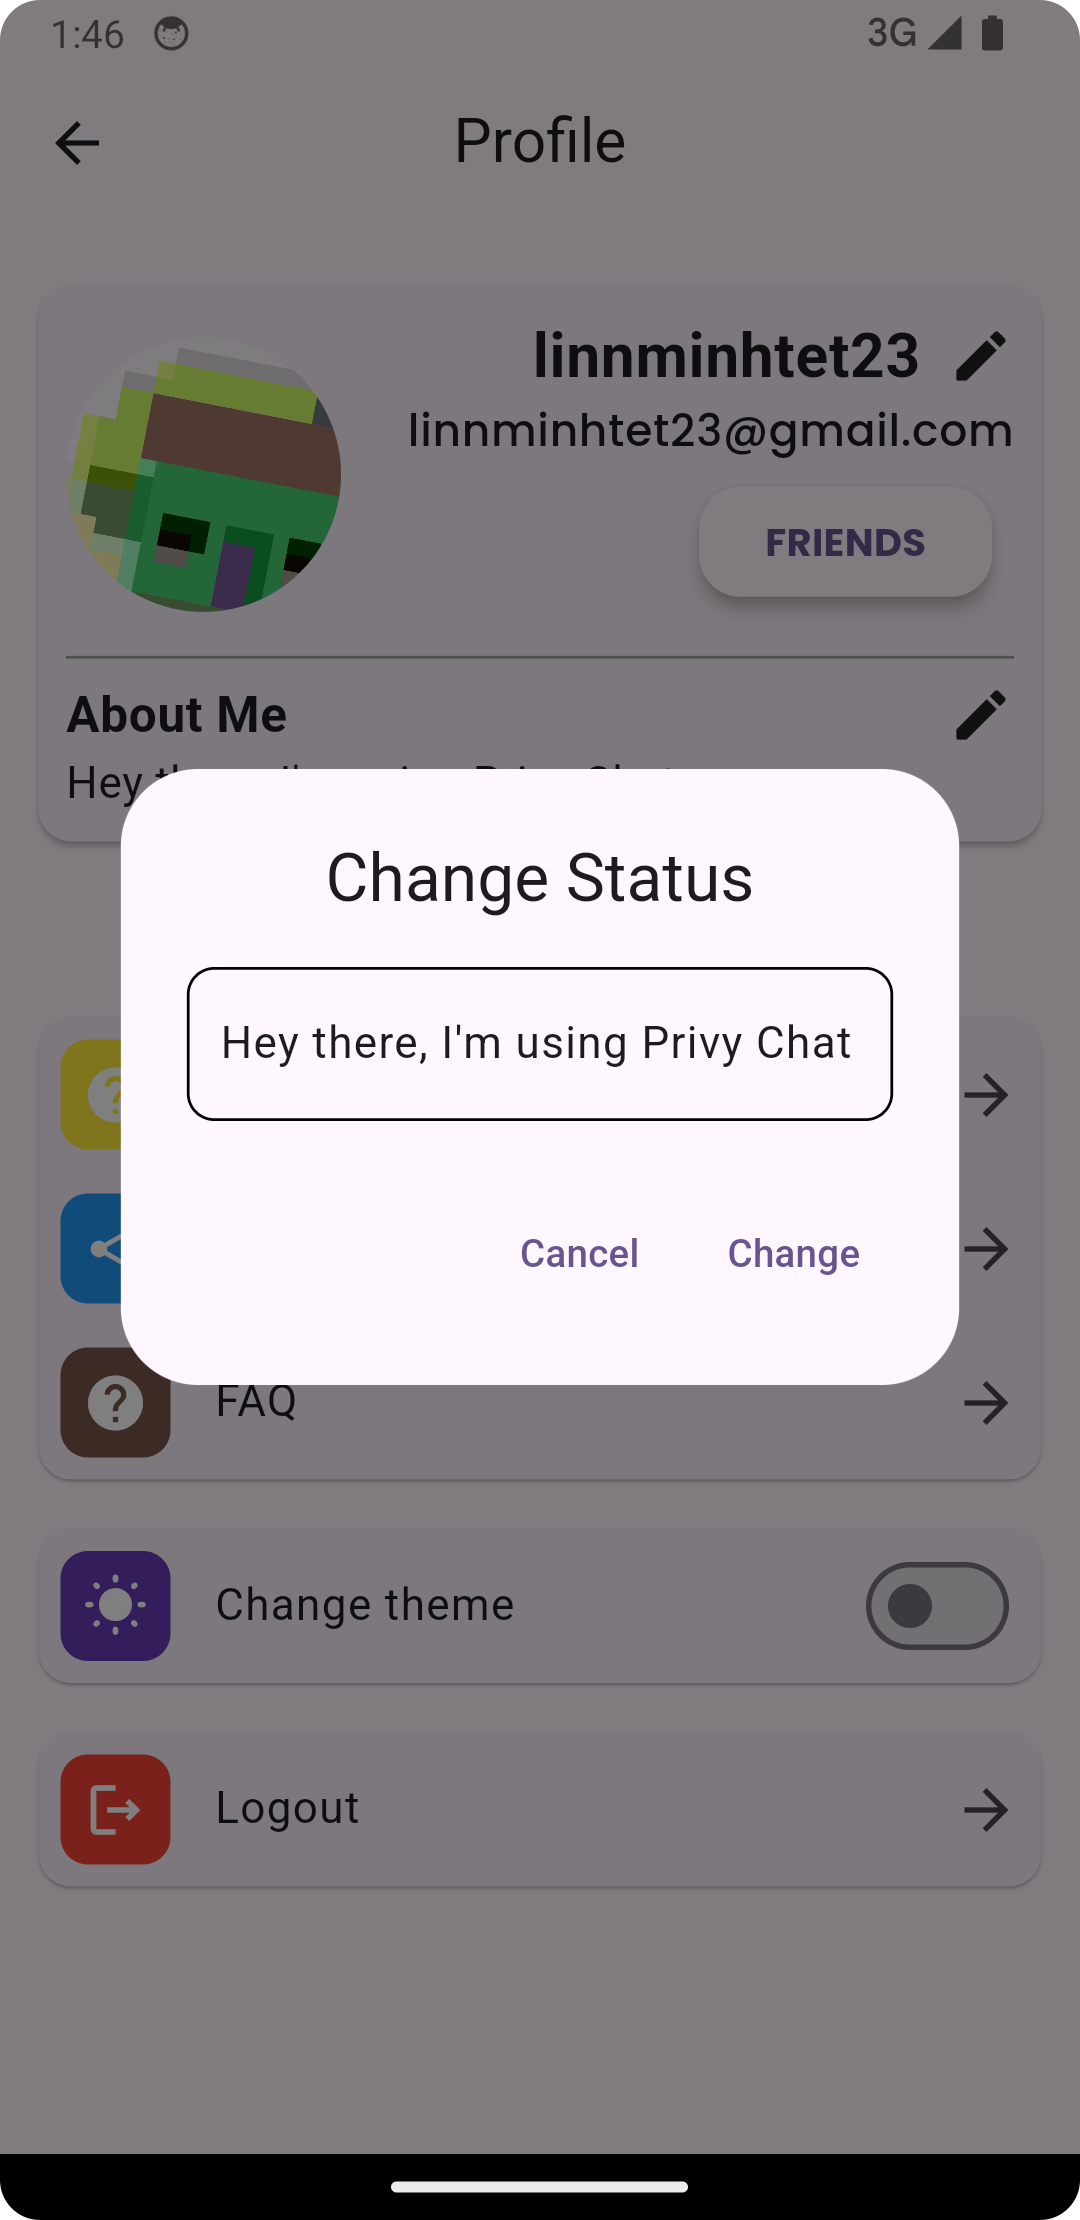 1:46
3G
Profile
linnminhtet23
linnminhtet23@gmail.com
FRIENDS
About Me
Hey
Change Status
Hey there, I'm using Privy Chat
Cancel
Change
FAQ
Change theme
Logout